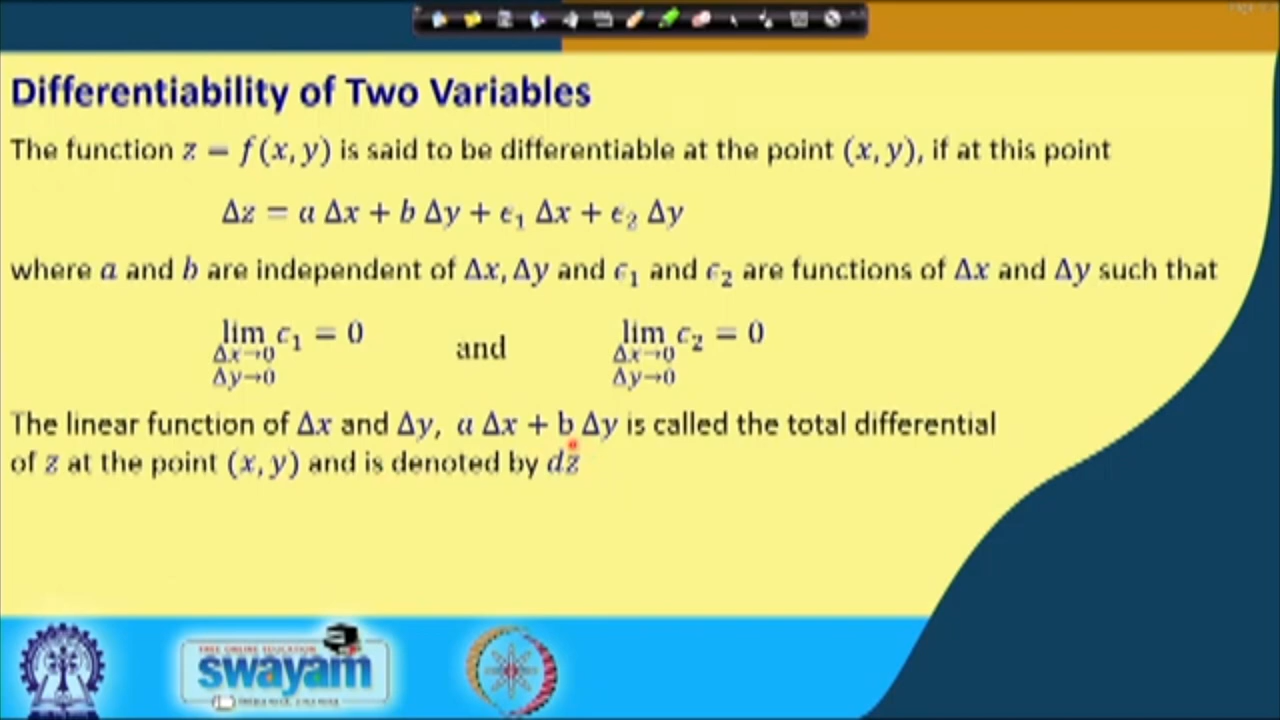 Differentiability of Two Variables
The function z = f(x, y) is said to be differentiable at the point (x, y), if at this point
Δz = a Δx + b Δy + ϵ₁ Δx + ϵ₂ Δy
where a and b are independent of Δx, Δy and ϵ₁ and ϵ₂ are functions of Δx and Δy such that
lim ϵ₁ = 0 and lim ϵ₂ = 0
Δx→0 Δx→0
Δy→0 Δy→0
The linear function of Δx and Δy, a Δx + b Δy is called the total differential
of z at the point (x, y) and is denoted by dz
FREE ONLINE EDUCATION
swayam